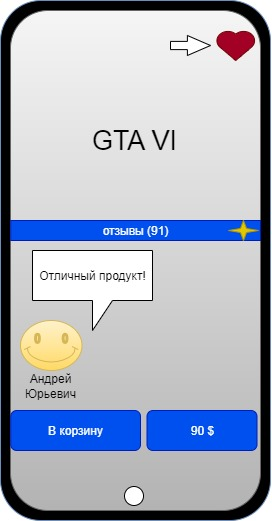 GTA VI
отзывы (91)
Отличный продукт!
Андрей
Юрьевич
В корзину
90 $